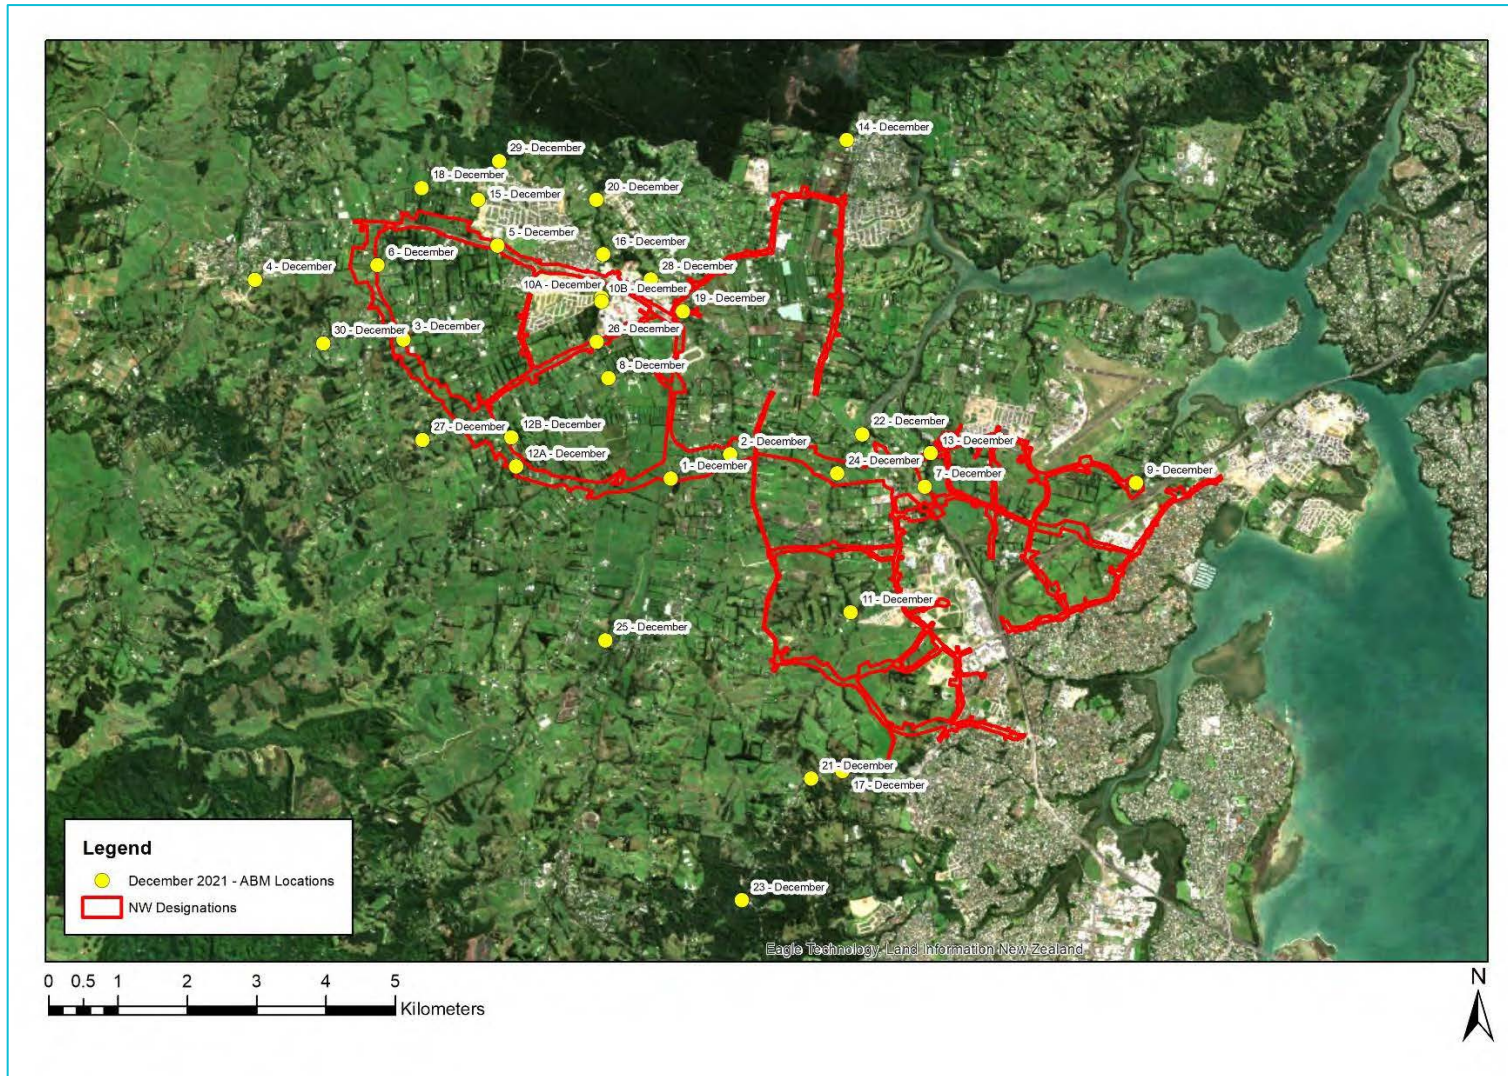 14 - December
29 - December
18 - December
15 - December
20 - December
5 - December
16 - December
6 - December
4 - December
28 - December
10A - December
10B - December
19 - December
30 - December
3 - December
26 - December
8 - December
27 - December
12B - December
12A - December
22 - December
2 - December
13 - December
1 - December
24 - December
7 - December
9 - December
11 - December
25 - December
21 - December
17 - December
23 - December
Legend
December 2021 - ABM Locations
NW Designations
Eagle Technology, Land Information New Zealand
0 0.5 1 2 3 4 5
Kilometers
N